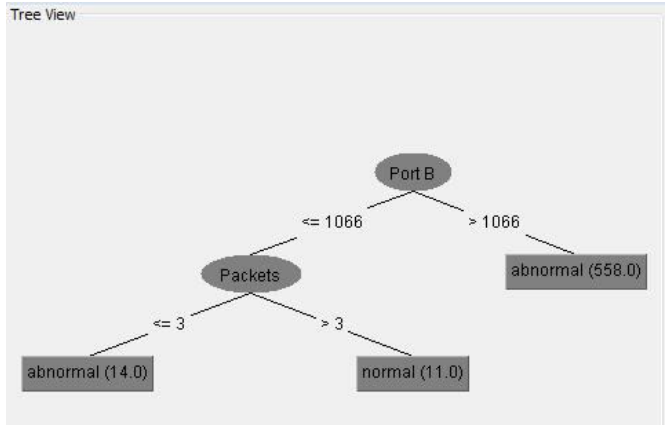 Tree View
Port B
<= 1066
> 1066
Packets
abnormal (558.0)
<= 3
> 3
abnormal (14.0)
normal (11.0)